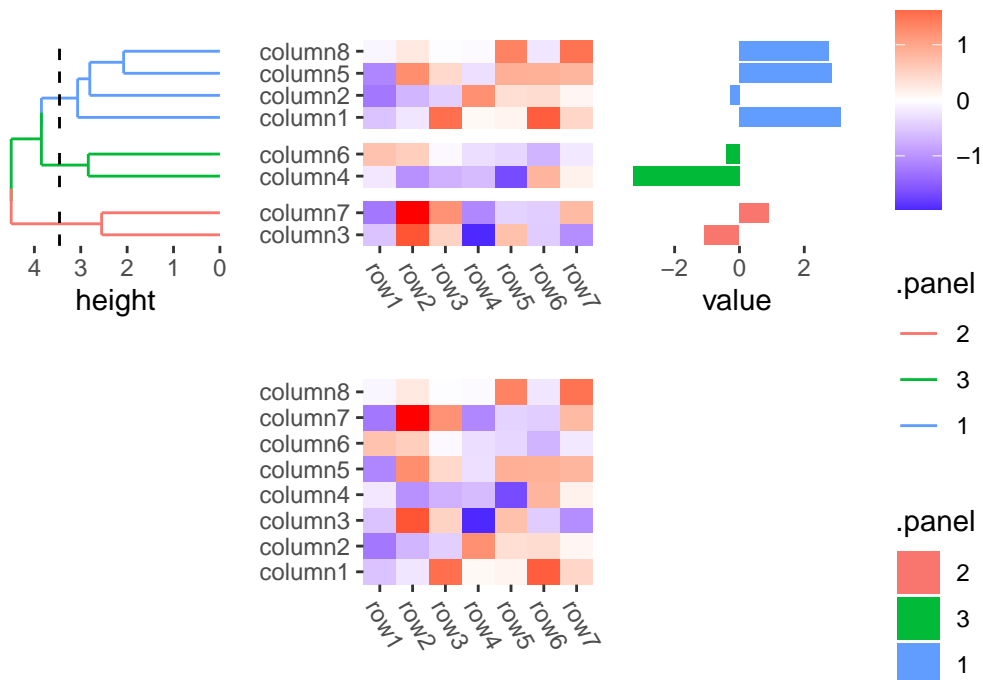 column8
column5
column2
column1
column6
column4
column7
column3
4 3 2 1 0
height
row1 row2 row3 row4 row5 row6 row7
−2 0 2
value
1
0
−1
.panel
2
3
1
column8
column7
column6
column5
column4
column3
column2
column1
row1 row2 row3 row4 row5 row6 row7
.panel
2
3
1